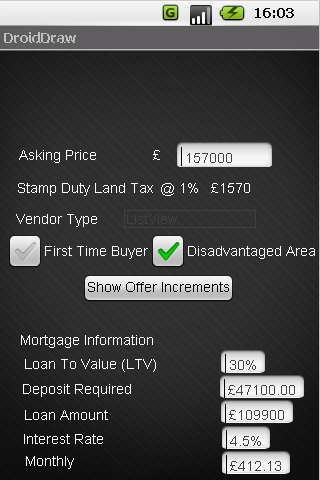 G 16:03
DroidDraw
Asking Price £ 157000
Stamp Duty Land Tax @ 1% £1570
Vendor Type ListView
First Time Buyer Disadvantaged Area
Show Offer Increments
Mortgage Information
Loan To Value (LTV) 30%
Deposit Required £47100.00
Loan Amount £109900
Interest Rate 4.5%
Monthly £412.13